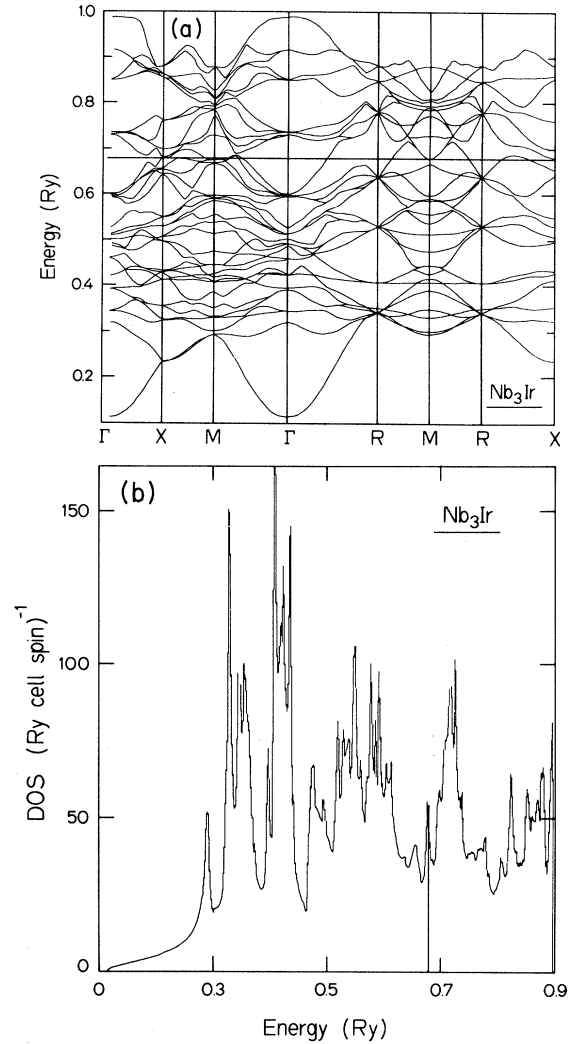 (a)
1.0
0.8
0.6
0.4
0.2
Energy (Ry)
Nb₃Ir
Γ X M Γ R M R X
(b)
Nb₃Ir
150
100
50
0
DOS (Ry cell spin)⁻¹
0 0.3 0.5 0.7 0.9
Energy (Ry)